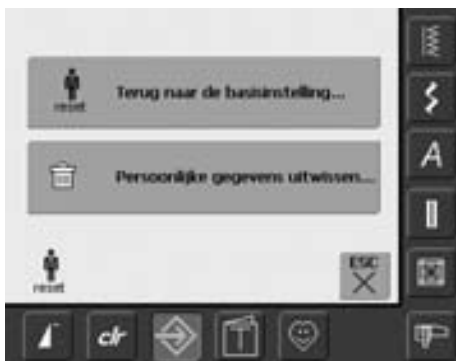 reset
Terug naar de basisinstelling...
Persoonlijke gegevens uitwissen...
reset
ESC
A
clr